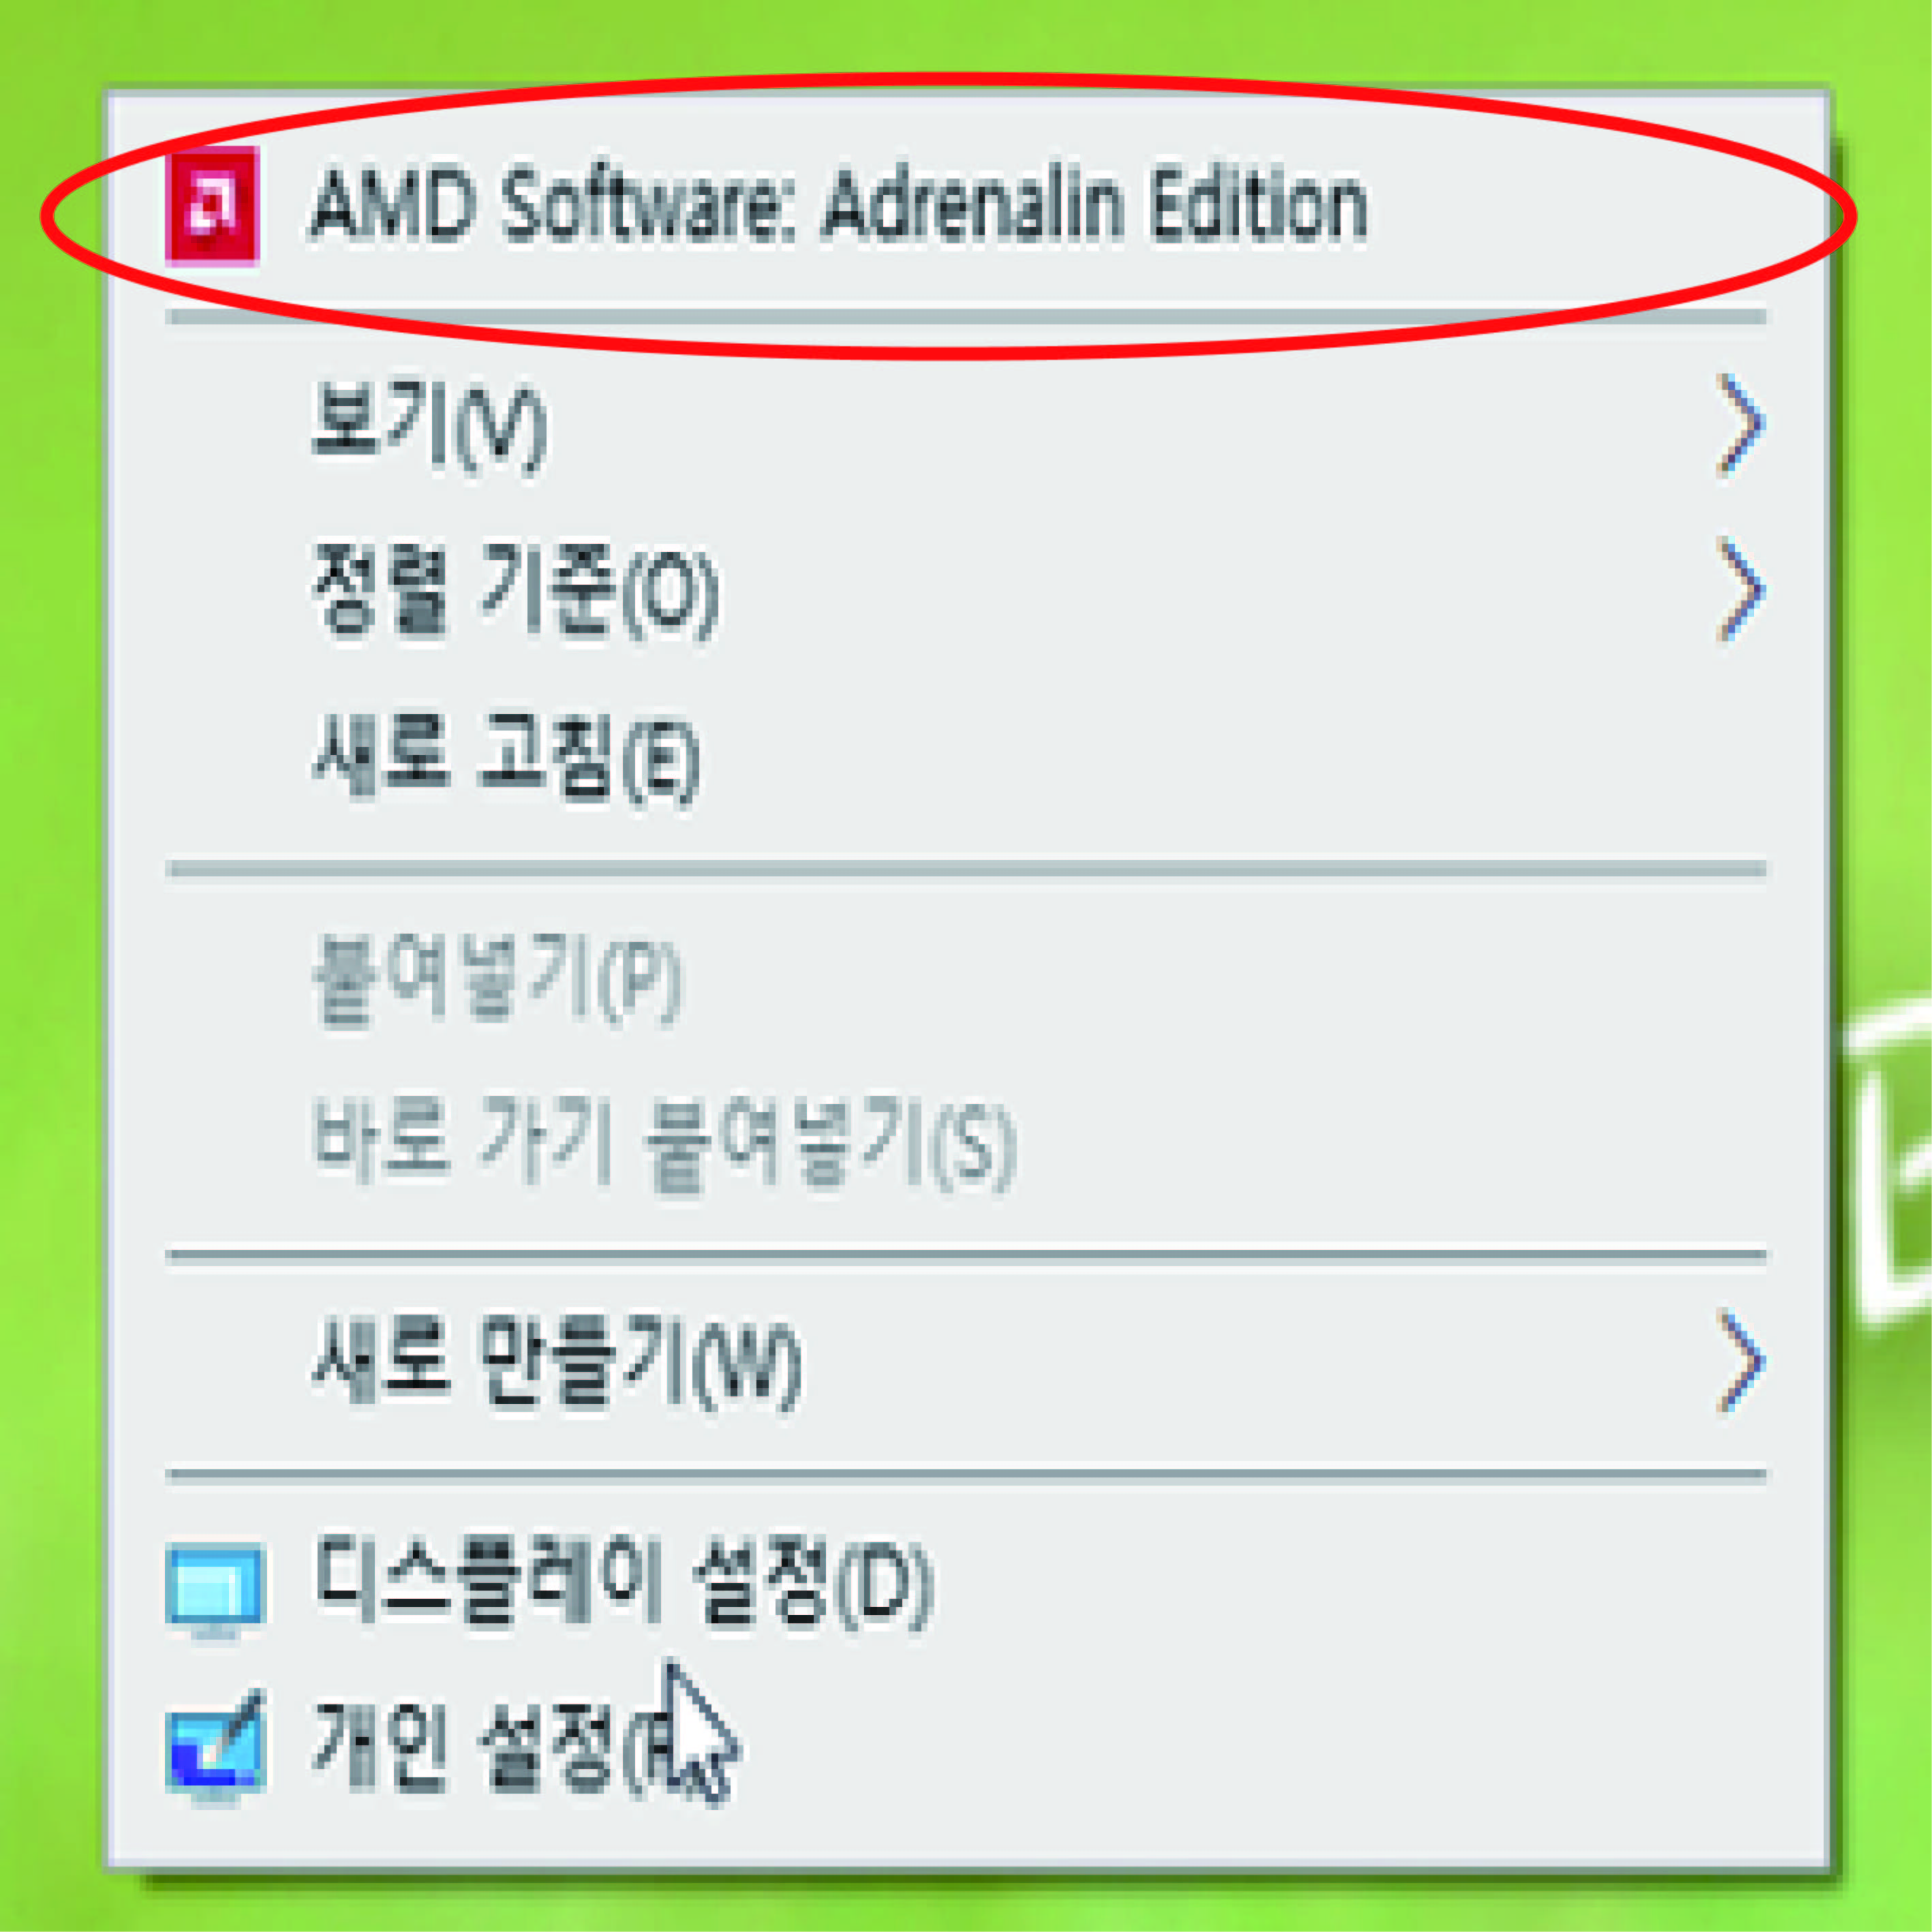 AMD Software: Adrenalin Edition
보기(V)
정렬 기준(O)
새로 고침(E)
붙여넣기(P)
바로 가기 붙여넣기(S)
새로 만들기(W)
디스플레이 설정(D)
개인 설정(R